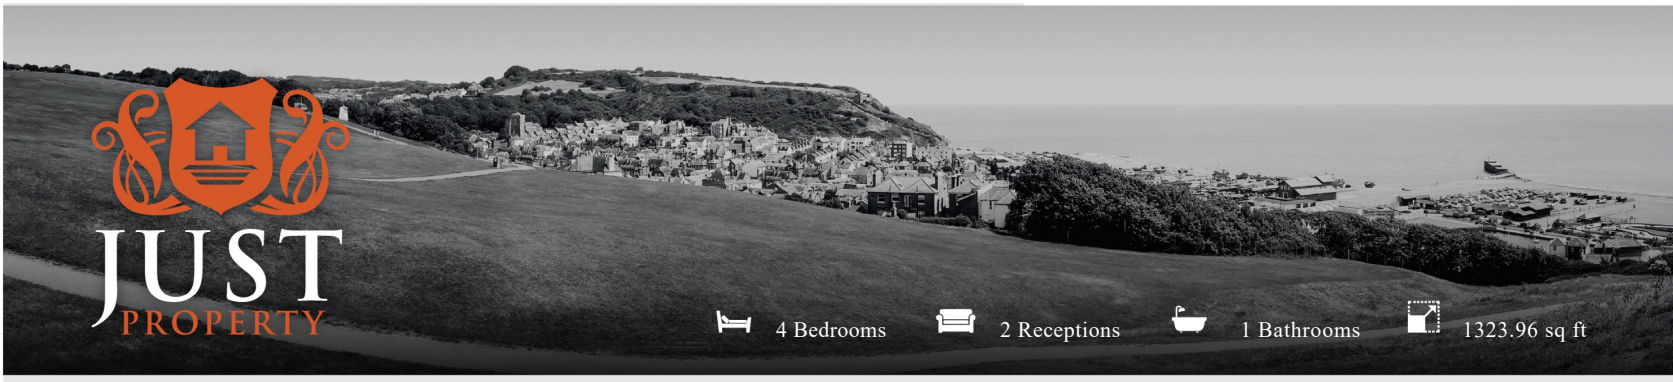 JUST
PROPERTY
4 Bedrooms
2 Receptions
1 Bathrooms
1323.96 sq ft